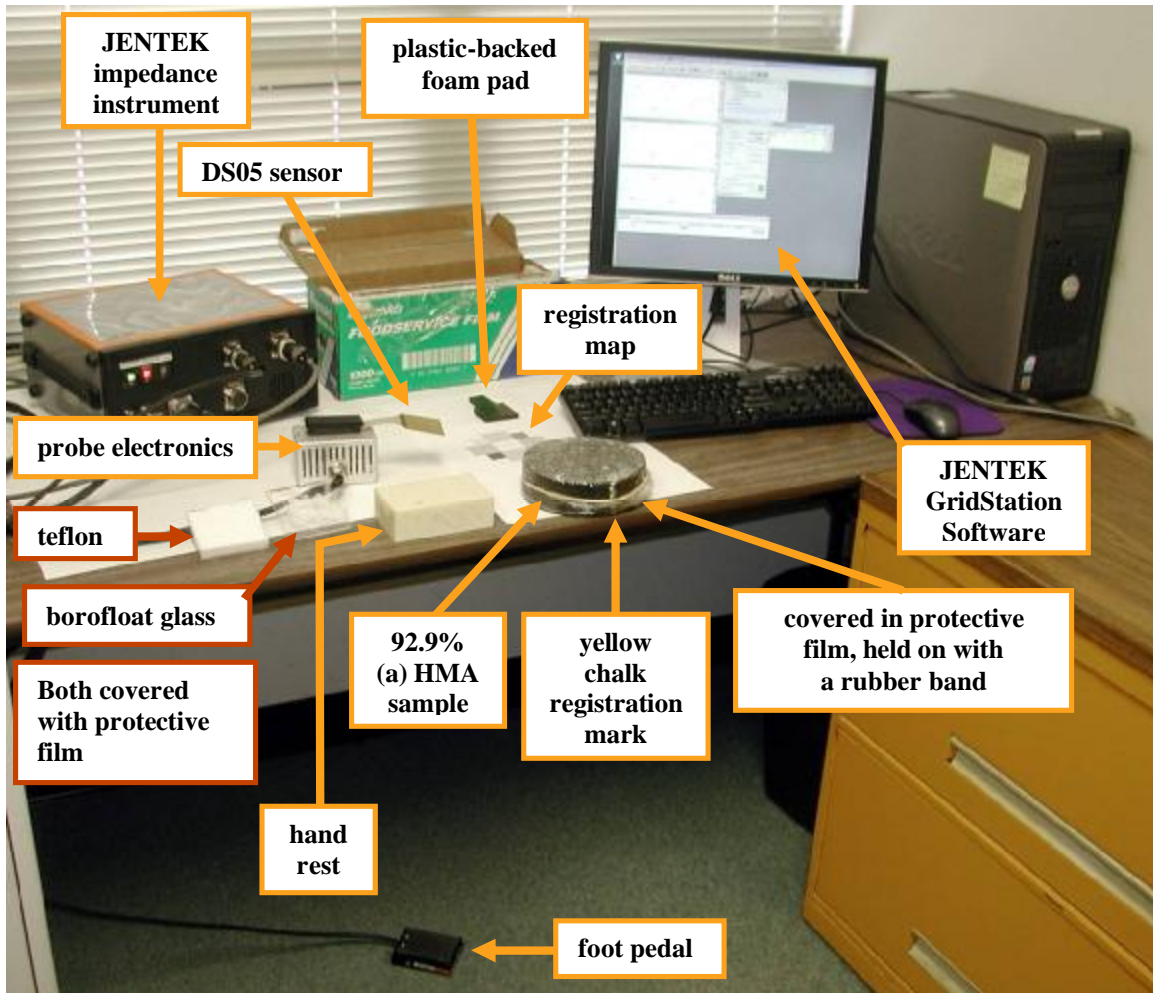 JENTEK
impedance
instrument
plastic-backed
foam pad
DS05 sensor
registration
map
FOODSERVICE FILM
DELL
probe electronics
JENTEK
GridStation
Software
teflon
borofloat glass
Both covered
with protective
film
92.9%
(a) HMA
sample
yellow
chalk
registration
mark
covered in protective
film, held on with
a rubber band
hand
rest
foot pedal